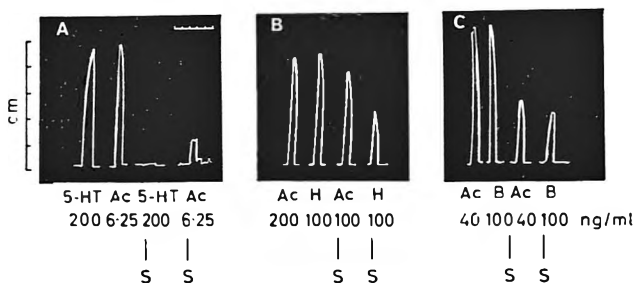 A
B
C
cm
5-HT Ac 5-HT Ac
200 6·25 200 6·25
S S
Ac H Ac H
200 100 100 100
S S
Ac B Ac B
40 100 40 100 ng/ml
S S